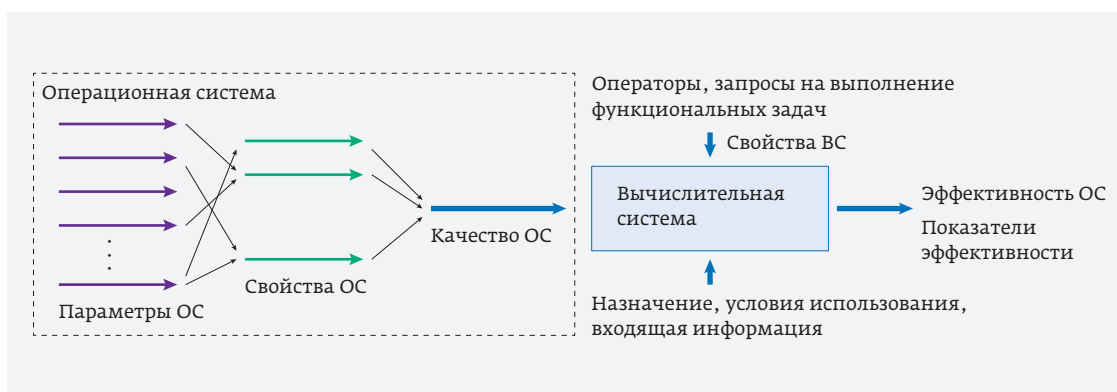 Операционная система
Параметры ОС
Свойства ОС
Качество ОС
Операторы, запросы на выполнение
функциональных задач
Свойства ВС
Вычислительная
система
Назначение, условия использования,
входящая информация
Эффективность ОС
Показатели
эффективности